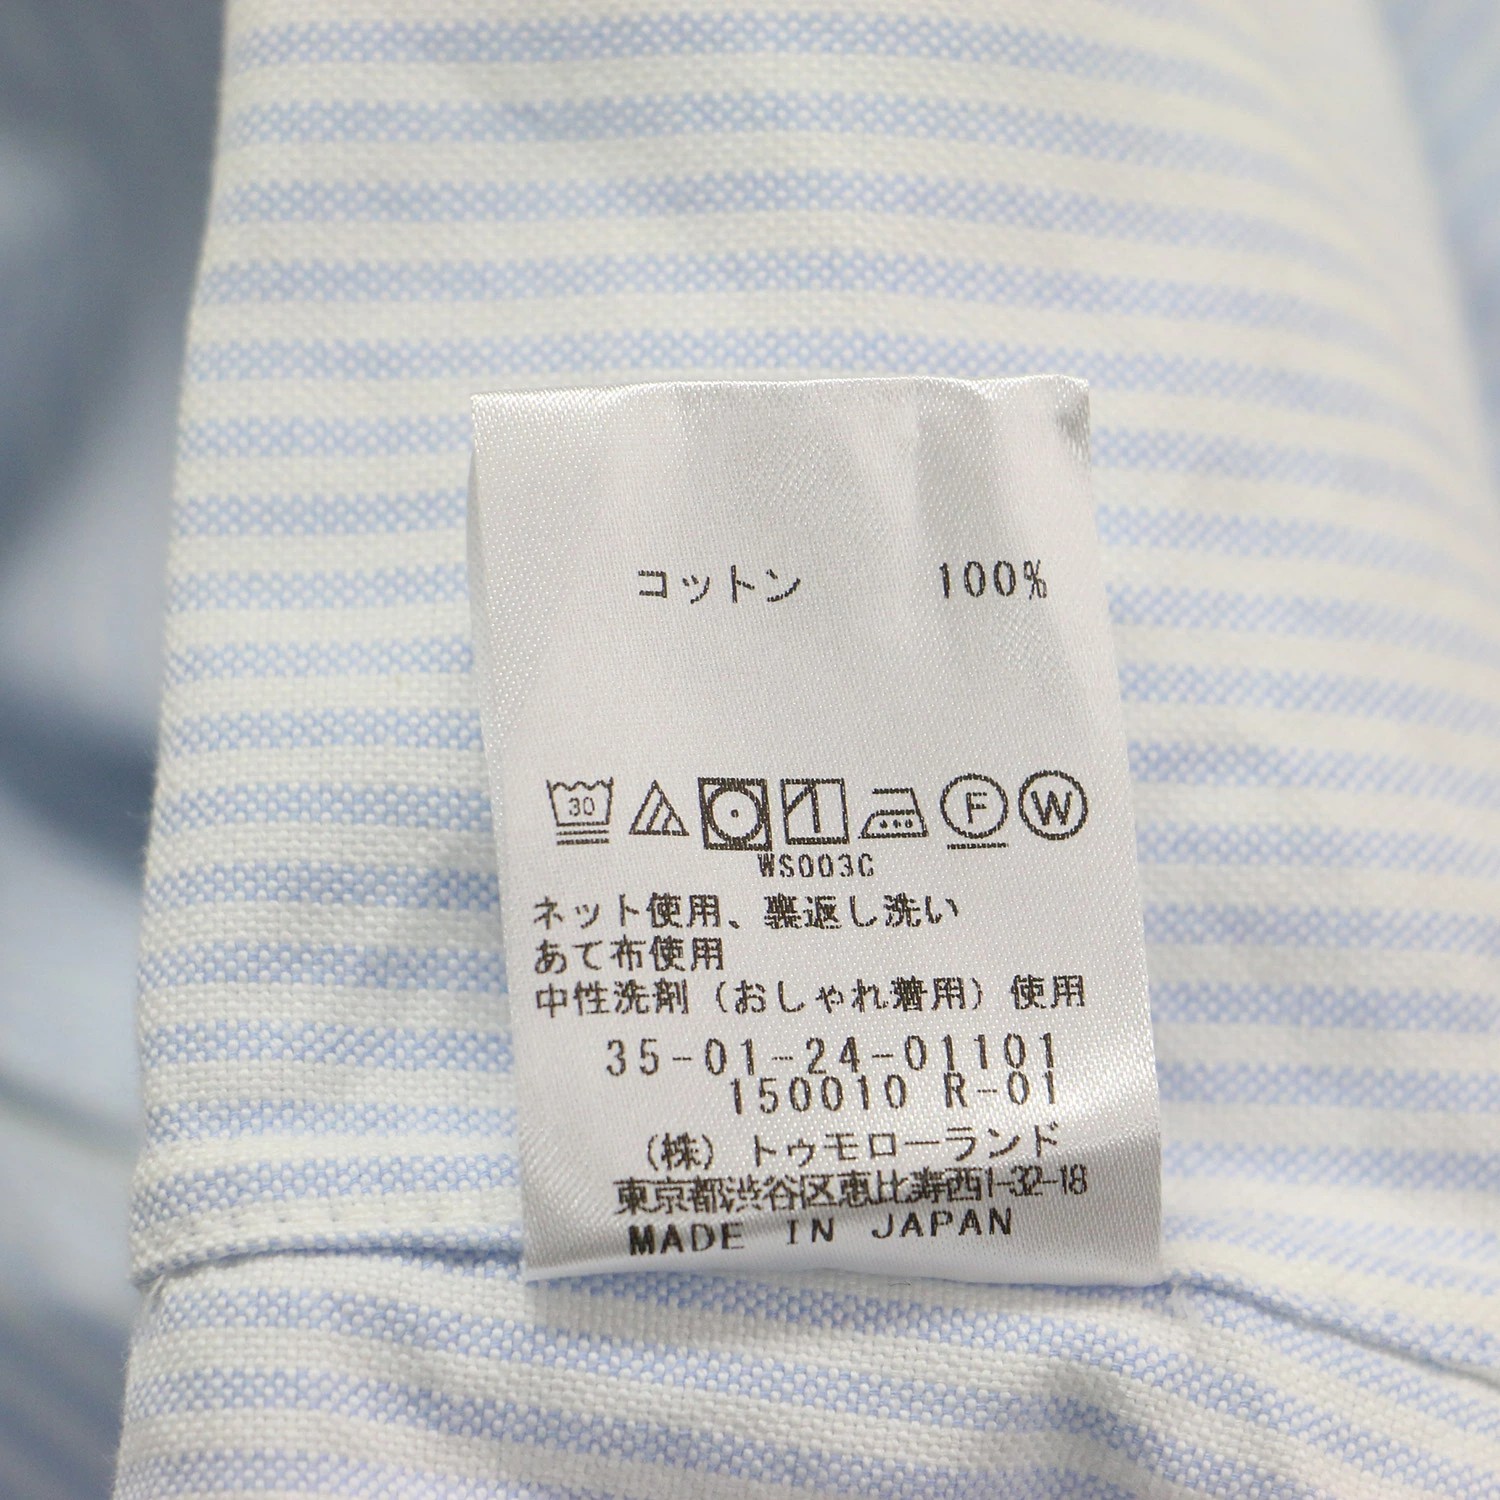 コットン 100%
30 F W
WS003C
ネット使用、裏返し洗い
あて布使用
中性洗剤（おしゃれ着用）使用
35-01-24-01101
150010 R-01
（株）トゥモローランド
東京都渋谷区恵比寿西1-32-18
MADE IN JAPAN